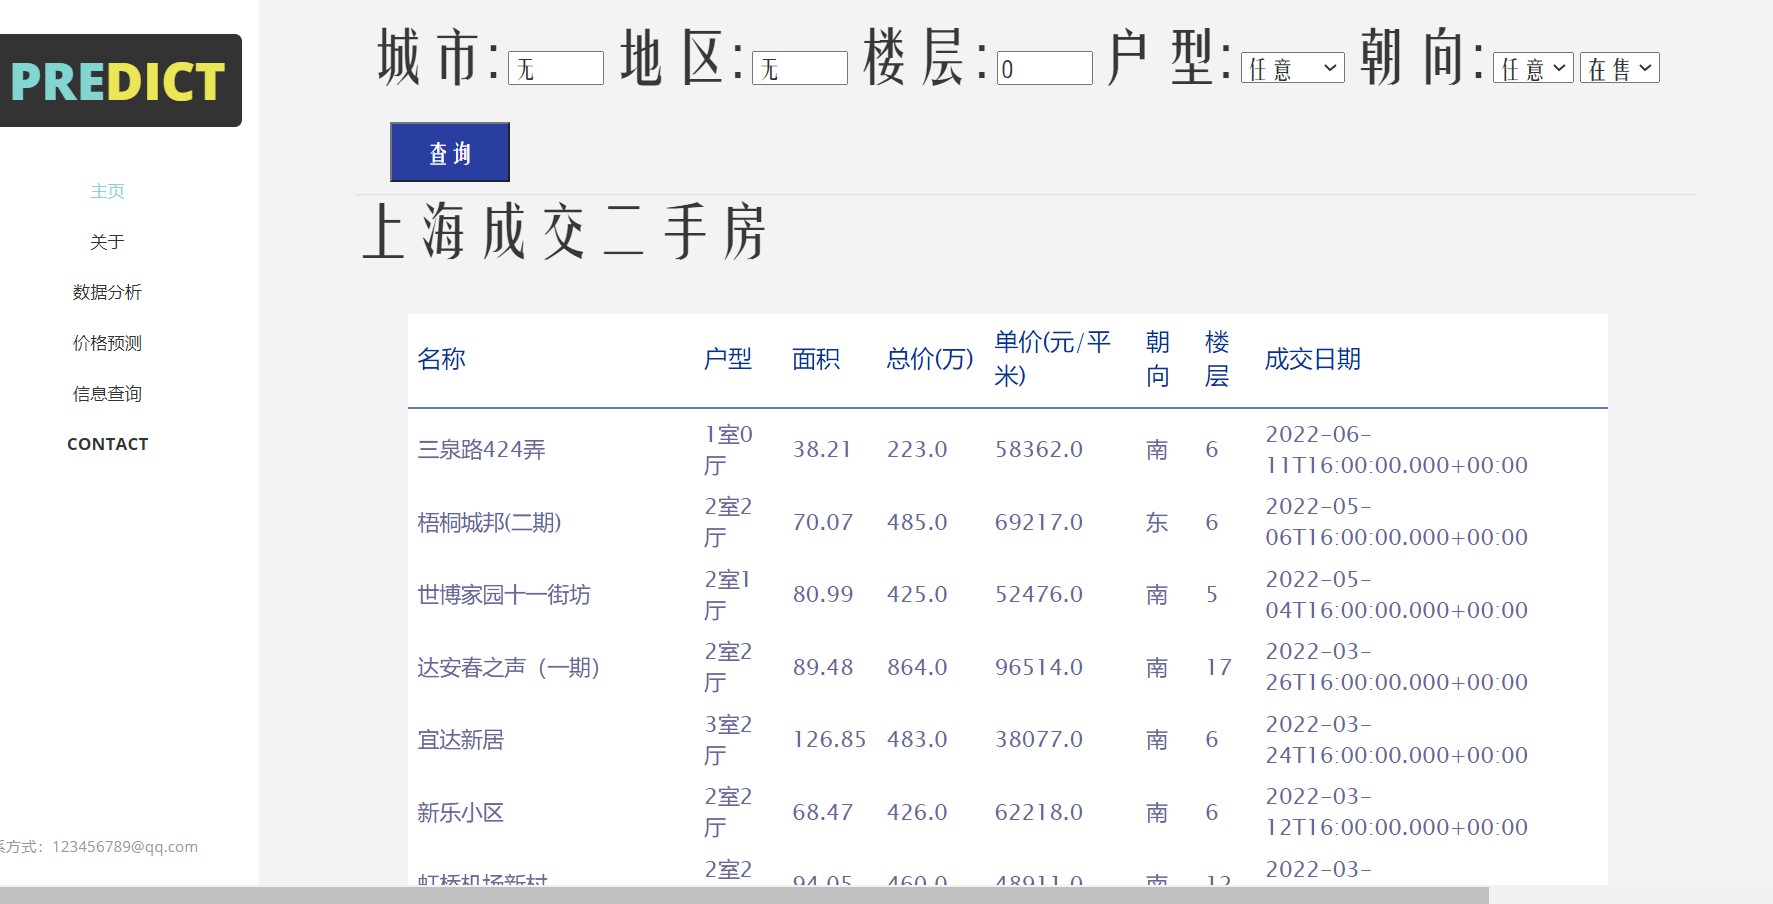 PREDICT
主页
关于
数据分析
价格预测
信息查询
CONTACT
系方式：123456789@qq.com
城市: 无 地区: 无 楼层: 0 户型: 任意 朝向: 任意 在售
查询
上海成交二手房
名称 户型 面积 总价(万) 单价(元/平米) 朝向 楼层 成交日期
三泉路424弄 1室0厅 38.21 223.0 58362.0 南 6 2022-06-11T16:00:00.000+00:00
梧桐城邦(二期) 2室2厅 70.07 485.0 69217.0 东 6 2022-05-06T16:00:00.000+00:00
世博家园十一街坊 2室1厅 80.99 425.0 52476.0 南 5 2022-05-04T16:00:00.000+00:00
达安春之声（一期） 2室2厅 89.48 864.0 96514.0 南 17 2022-03-26T16:00:00.000+00:00
宜达新居 3室2厅 126.85 483.0 38077.0 南 6 2022-03-24T16:00:00.000+00:00
新乐小区 2室2厅 68.47 426.0 62218.0 南 6 2022-03-12T16:00:00.000+00:00
虹桥机场新村 2室2 94.05 460.0 48911.0 南 12 2022-03-